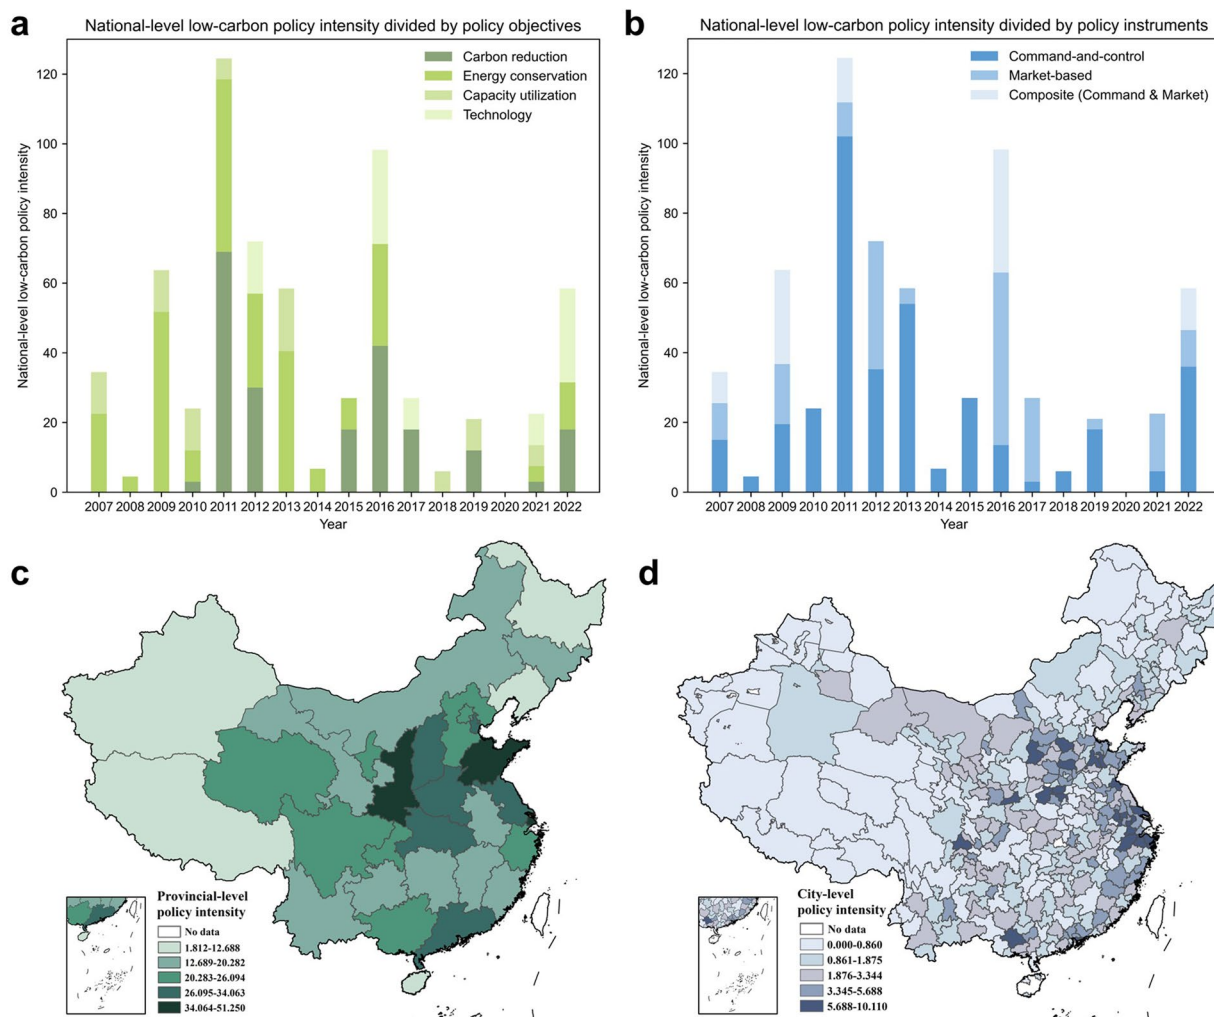 a
National-level low-carbon policy intensity divided by policy objectives
National-level low-carbon policy intensity
120
100
80
60
40
20
0
Carbon reduction
Energy conservation
Capacity utilization
Technology
2007 2008 2009 2010 2011 2012 2013 2014 2015 2016 2017 2018 2019 2020 2021 2022
Year
b
National-level low-carbon policy intensity divided by policy instruments
National-level low-carbon policy intensity
120
100
80
60
40
20
0
Command-and-control
Market-based
Composite (Command & Market)
2007 2008 2009 2010 2011 2012 2013 2014 2015 2016 2017 2018 2019 2020 2021 2022
Year
c
Provincial-level
policy intensity
No data
1.812-12.688
12.689-20.282
20.283-26.094
26.095-34.063
34.064-51.250
d
City-level
policy intensity
No data
0.000-0.860
0.861-1.875
1.876-3.344
3.345-5.688
5.688-10.110